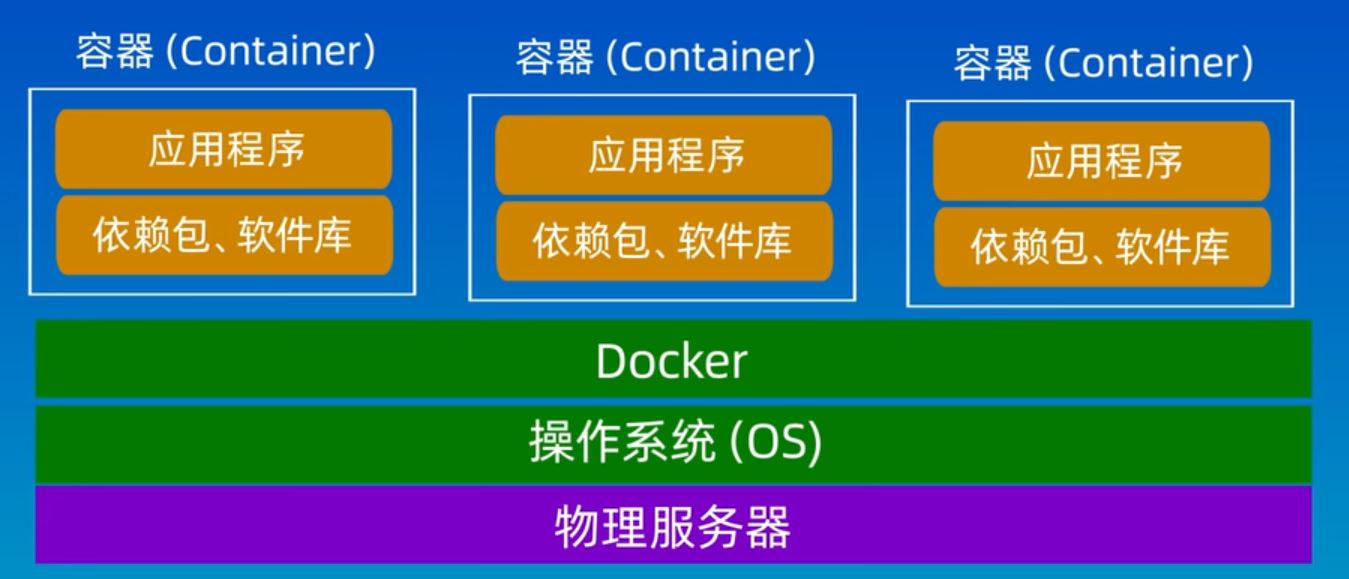 容器 (Container)
容器 (Container)
容器 (Container)
应用程序
应用程序
应用程序
依赖包、软件库
依赖包、软件库
依赖包、软件库
Docker
操作系统 (OS)
物理服务器